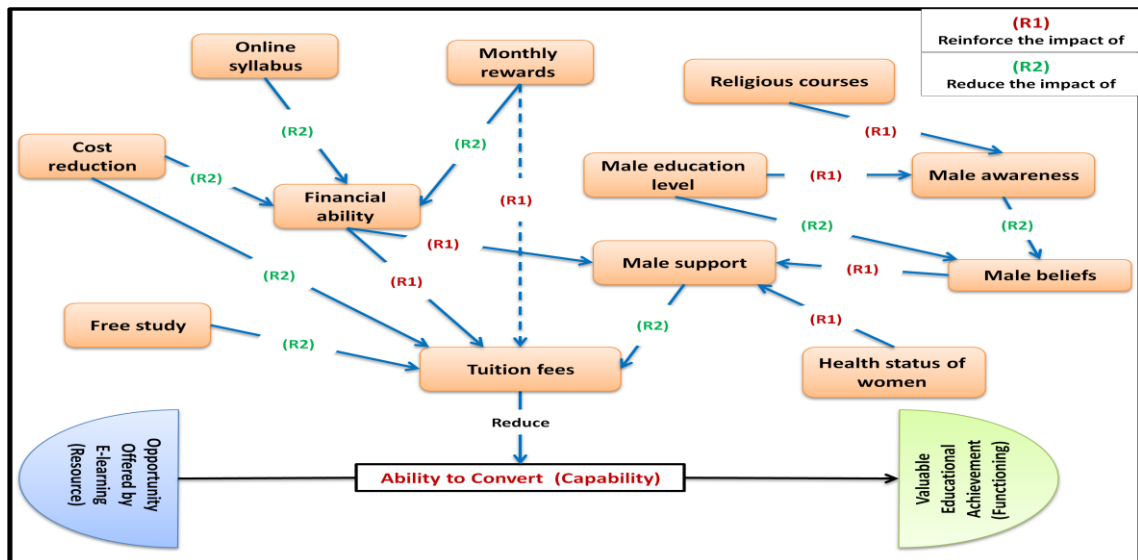 (R1)
Reinforce the impact of
(R2)
Reduce the impact of
Online
syllabus
Monthly
rewards
Religious courses
(R2)
(R2)
(R1)
Cost
reduction
(R2)
Financial
ability
(R1)
Male education
level
(R1)
Male awareness
(R1)
(R2)
(R2)
Male support
(R1)
Male beliefs
(R2)
(R1)
Free study
(R2)
(R2)
(R1)
Tuition fees
Health status of
women
Reduce
Opportunity
Offered by
E-learning
(Resource)
Ability to Convert (Capability)
Valuable
Educational
Achievement
(Functioning)